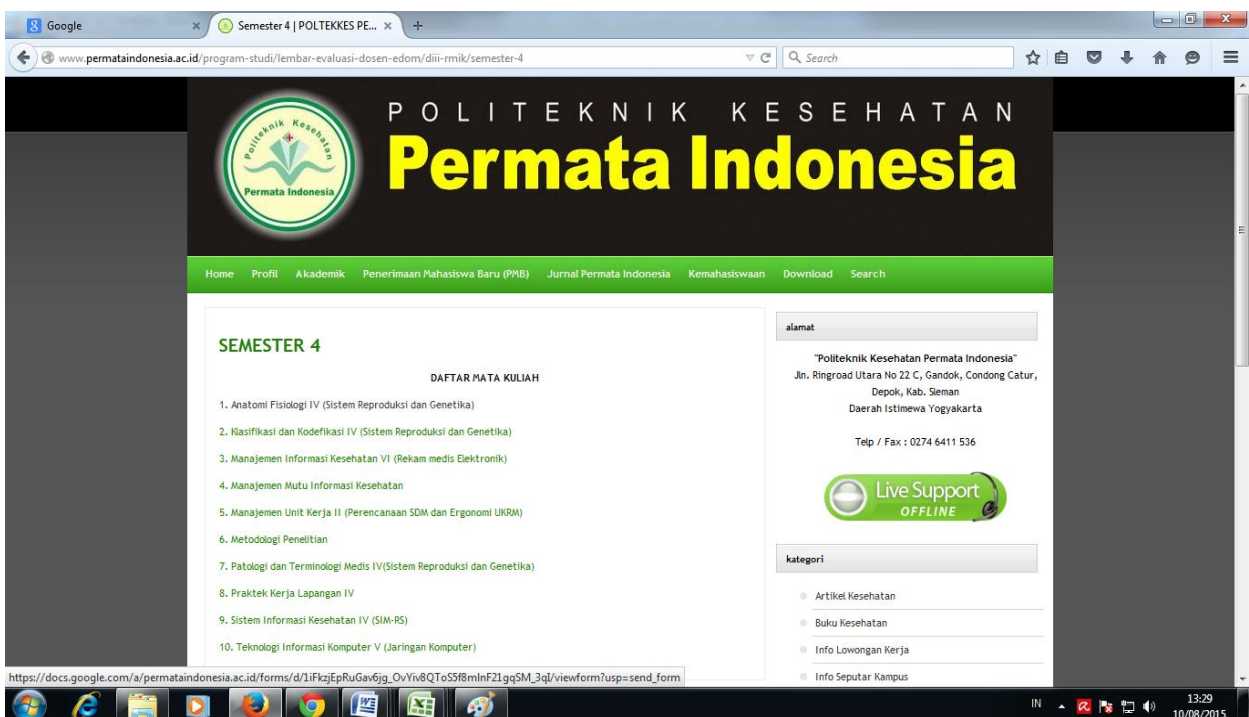 Google
Semester 4 | POLTEKKES PE...
www.permataindonesia.ac.id/program-studi/lembar-evaluasi-dosen-edom/diii-rmik/semester-4
Search
Politeknik Kesehatan
Permata Indonesia
POLITEKNIK KESEHATAN
Permata Indonesia
Home Profil Akademik Penerimaan Mahasiswa Baru (PMB) Jurnal Permata Indonesia Kemahasiswaan Download Search
SEMESTER 4
DAFTAR MATA KULIAH
1. Anatomi Fisiologi IV (Sistem Reproduksi dan Genetika)
2. Klasifikasi dan Kodefikasi IV (Sistem Reproduksi dan Genetika)
3. Manajemen Informasi Kesehatan VI (Rekam medis Elektronik)
4. Manajemen Mutu Informasi Kesehatan
5. Manajemen Unit Kerja II (Perencanaan SDM dan Ergonomi UKRM)
6. Metodologi Penelitian
7. Patologi dan Terminologi Medis IV(Sistem Reproduksi dan Genetika)
8. Praktek Kerja Lapangan IV
9. Sistem Informasi Kesehatan IV (SIM-RS)
10. Teknologi Informasi Komputer V (Jaringan Komputer)
alamat
"Politeknik Kesehatan Permata Indonesia"
Jln. Ringroad Utara No 22 C, Gandok, Condong Catur,
Depok, Kab. Sleman
Daerah Istimewa Yogyakarta
Telp / Fax : 0274 6411 536
Live Support
OFFLINE
kategori
Artikel Kesehatan
Buku Kesehatan
Info Lowongan Kerja
Info Seputar Kampus
https://docs.google.com/a/permataindonesia.ac.id/forms/d/1iFkzjEpRuGav6jg_OvYiv8QToS5f8mInF21gqSM_3qI/viewform?usp=send_form
IN
13:29
10/08/2015